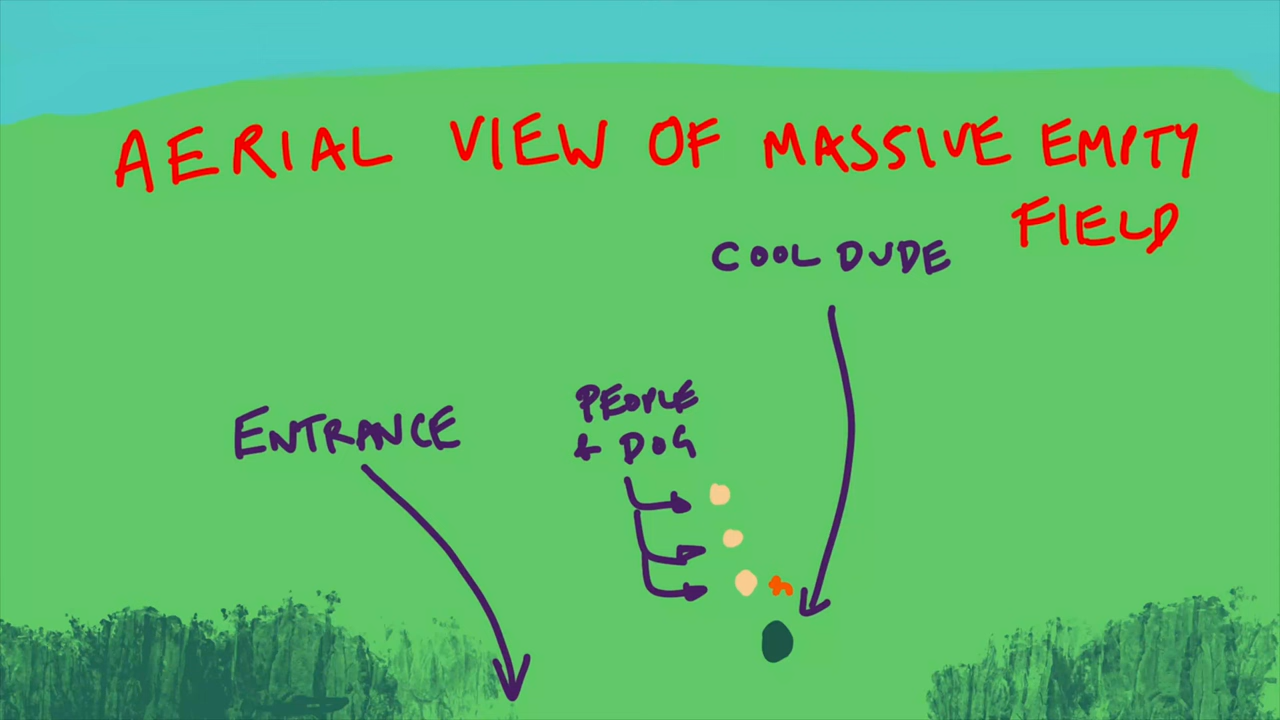 AERIAL VIEW OF MASSIVE EMPTY
FIELD
COOL DUDE
PEOPLE
& DOG
ENTRANCE